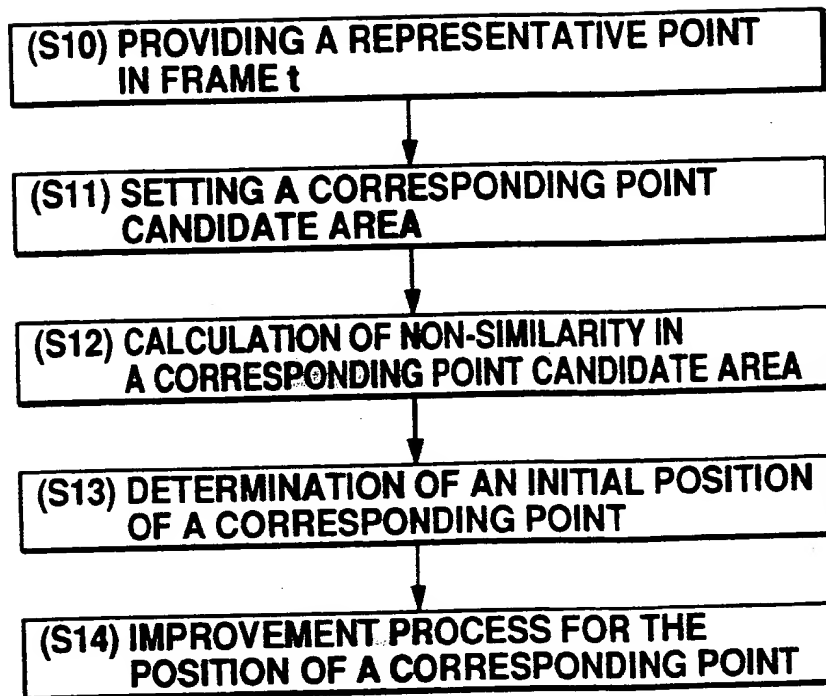 (S10) PROVIDING A REPRESENTATIVE POINT
IN FRAME t
(S11) SETTING A CORRESPONDING POINT
CANDIDATE AREA
(S12) CALCULATION OF NON-SIMILARITY IN
A CORRESPONDING POINT CANDIDATE AREA
(S13) DETERMINATION OF AN INITIAL POSITION
OF A CORRESPONDING POINT
(S14) IMPROVEMENT PROCESS FOR THE
POSITION OF A CORRESPONDING POINT